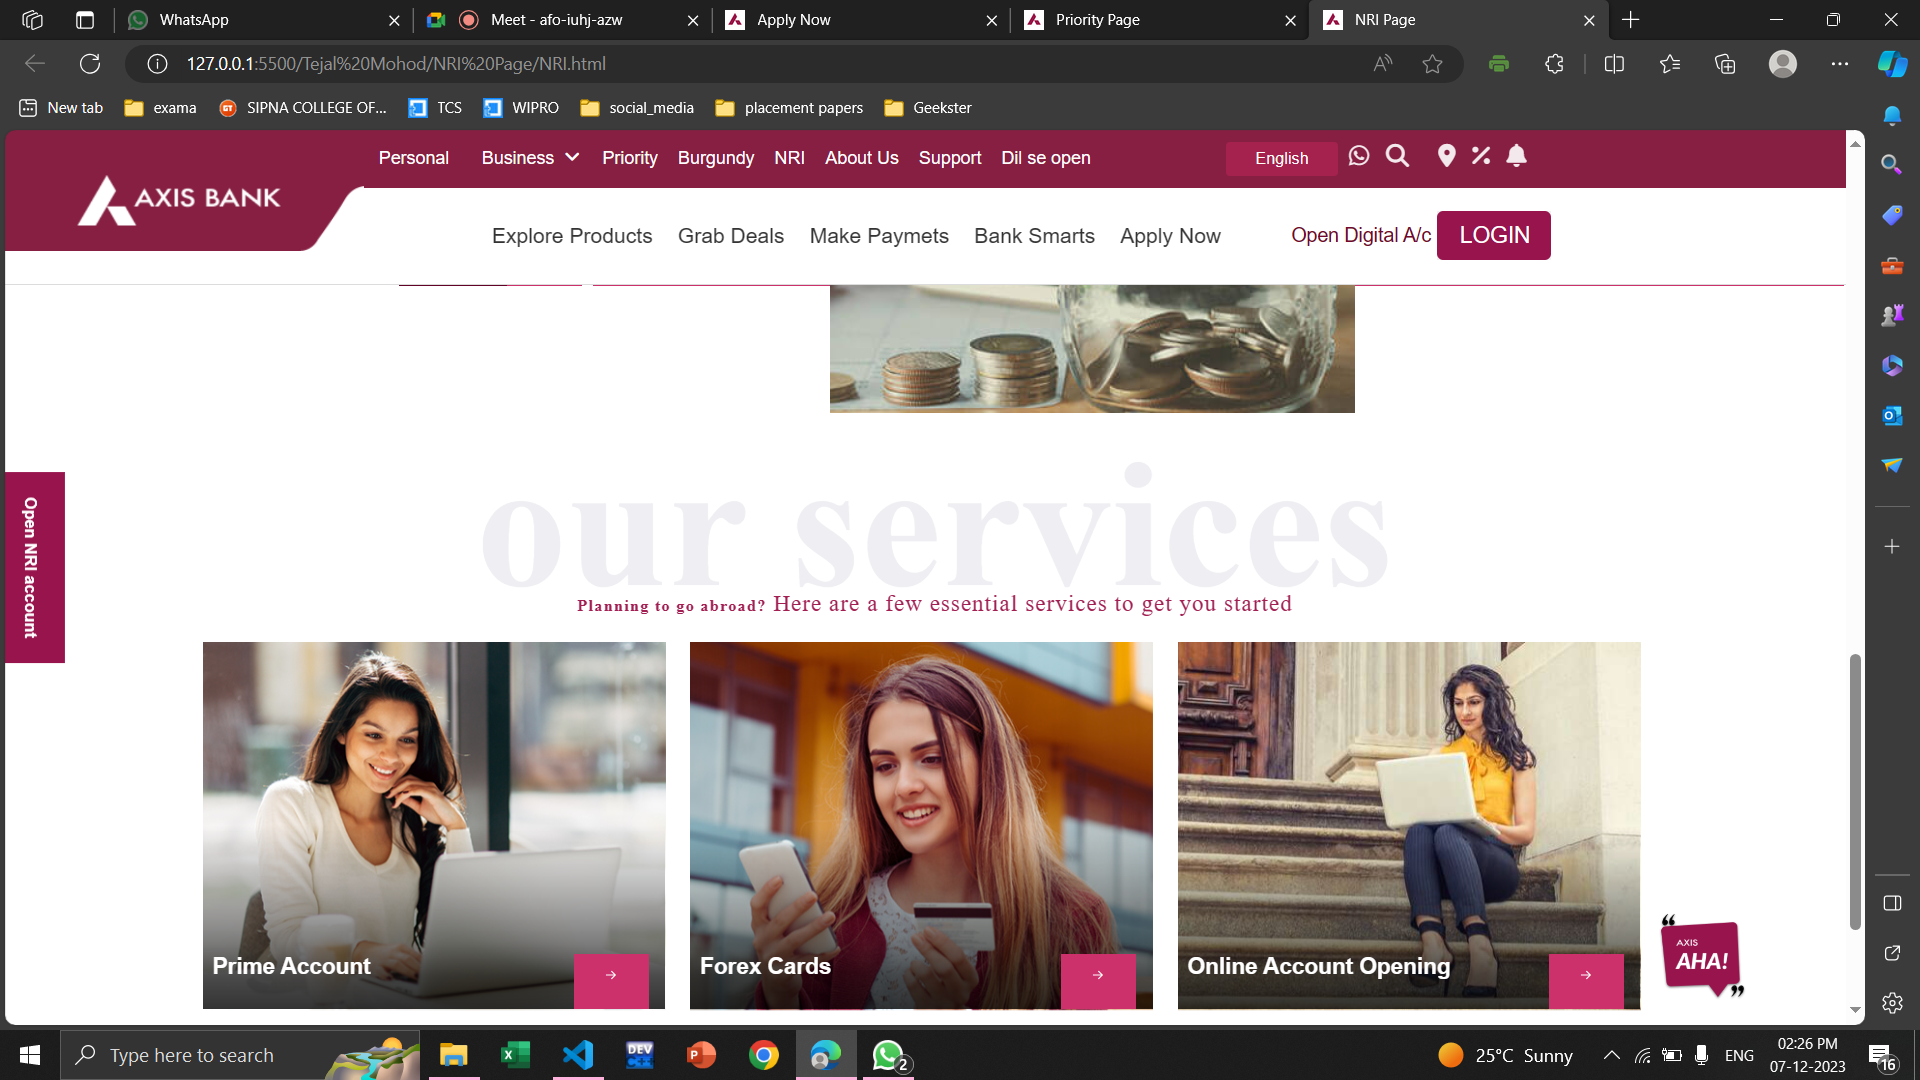 WhatsApp
Meet - afo-iuhj-azw
Apply Now
Priority Page
NRI Page
127.0.0.1:5500/Tejal%20Mohod/NRI%20Page/NRI.html
New tab
exama
SIPNA COLLEGE OF...
TCS
WIPRO
social_media
placement papers
Geekster
Personal
Business
Priority
Burgundy
NRI
About Us
Support
Dil se open
English
AXIS BANK
Explore Products
Grab Deals
Make Paymets
Bank Smarts
Apply Now
Open Digital A/c
LOGIN
Open NRI account
our services
Planning to go abroad? Here are a few essential services to get you started
Prime Account
Forex Cards
Online Account Opening
AXIS
AHA!
Type here to search
DEV
C++
2
25°C Sunny
ENG
02:26 PM
07-12-2023
16